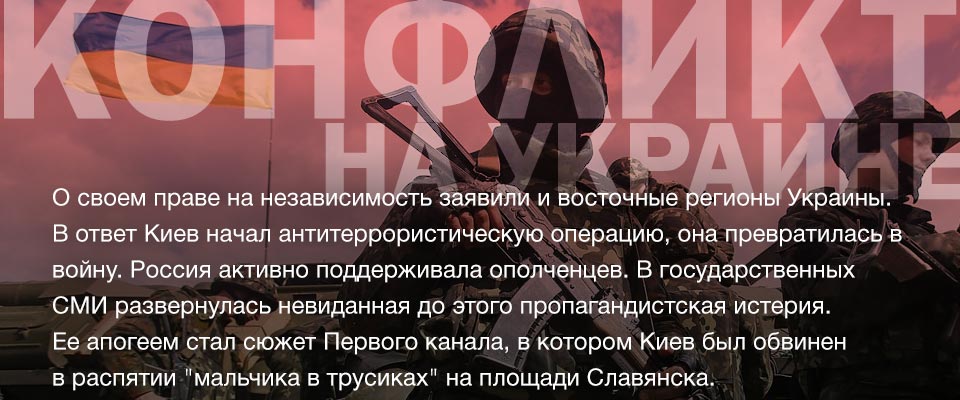 КОНФЛИКТ
НА УКРАИНЕ
О своем праве на независимость заявили и восточные регионы Украины.
В ответ Киев начал антитеррористическую операцию, она превратилась в
войну. Россия активно поддерживала ополченцев. В государственных
СМИ развернулась невиданная до этого пропагандистская истерия.
Ее апогеем стал сюжет Первого канала, в котором Киев был обвинен
в распятии "мальчика в трусиках" на площади Славянска.